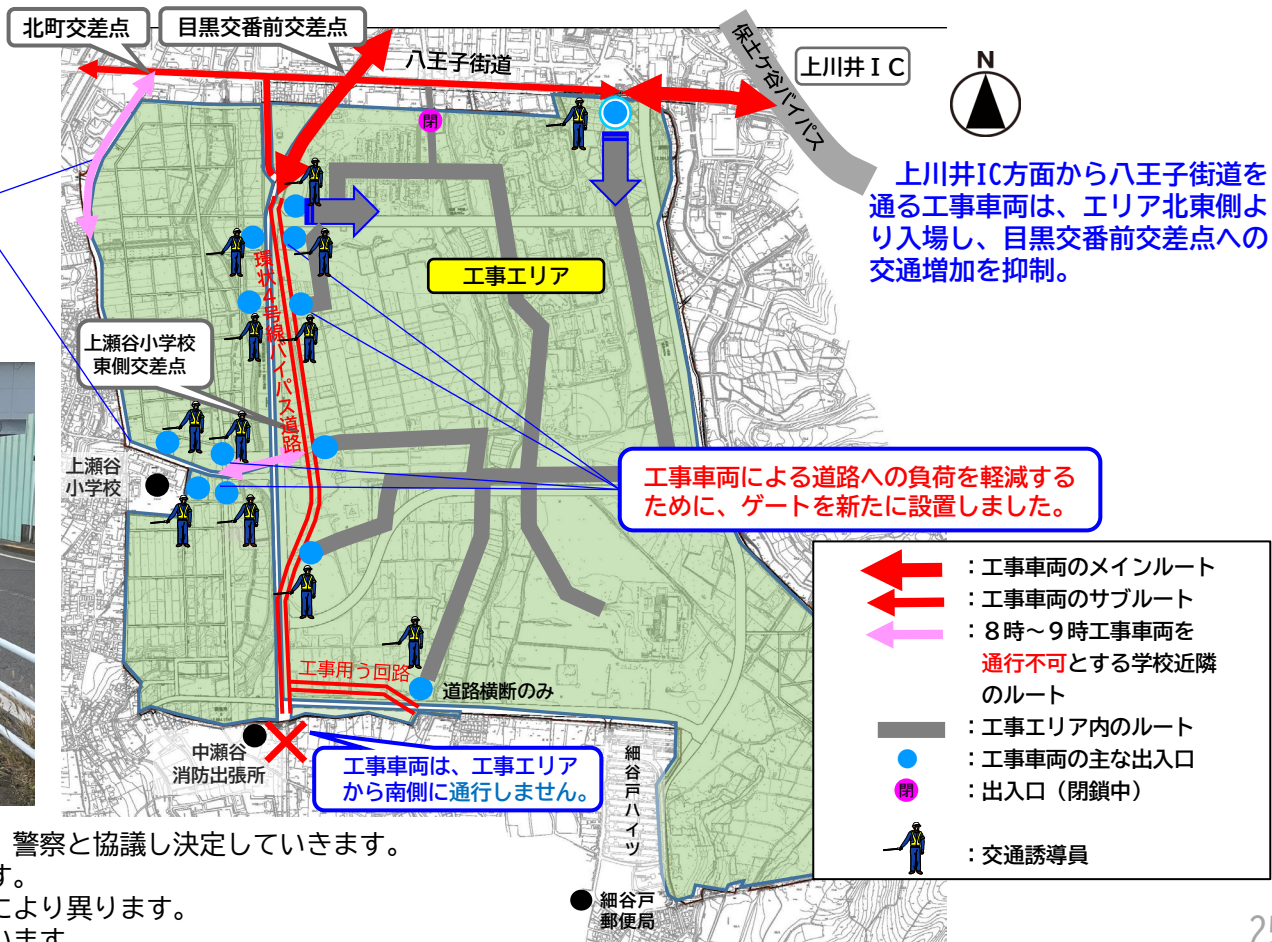 北町交差点
目黒交番前交差点
八王子街道
保土ケ谷バイパス
上川井IC
N
閉
上川井IC方面から八王子街道を
通る工事車両は、エリア北東側よ
り入場し、目黒交番前交差点への
交通増加を抑制。
工事エリア
環状4号線バイパス道路
上瀬谷小学校
東側交差点
上瀬谷
小学校
工事車両による道路への負荷を軽減する
ために、ゲートを新たに設置しました。
:工事車両のメインルート
:工事車両のサブルート
:8時~9時工事車両を
通行不可とする学校近隣
のルート
:工事エリア内のルート
:工事車両の主な出入口
閉
:出入口(閉鎖中)
:交通誘導員
工事用う回路
道路横断のみ
中瀬谷
消防出張所
工事車両は、工事エリア
から南側に通行しません。
細谷戸ハイツ
細谷戸
郵便局
警察と協議し決定していきます。
す。
により異ります。
います